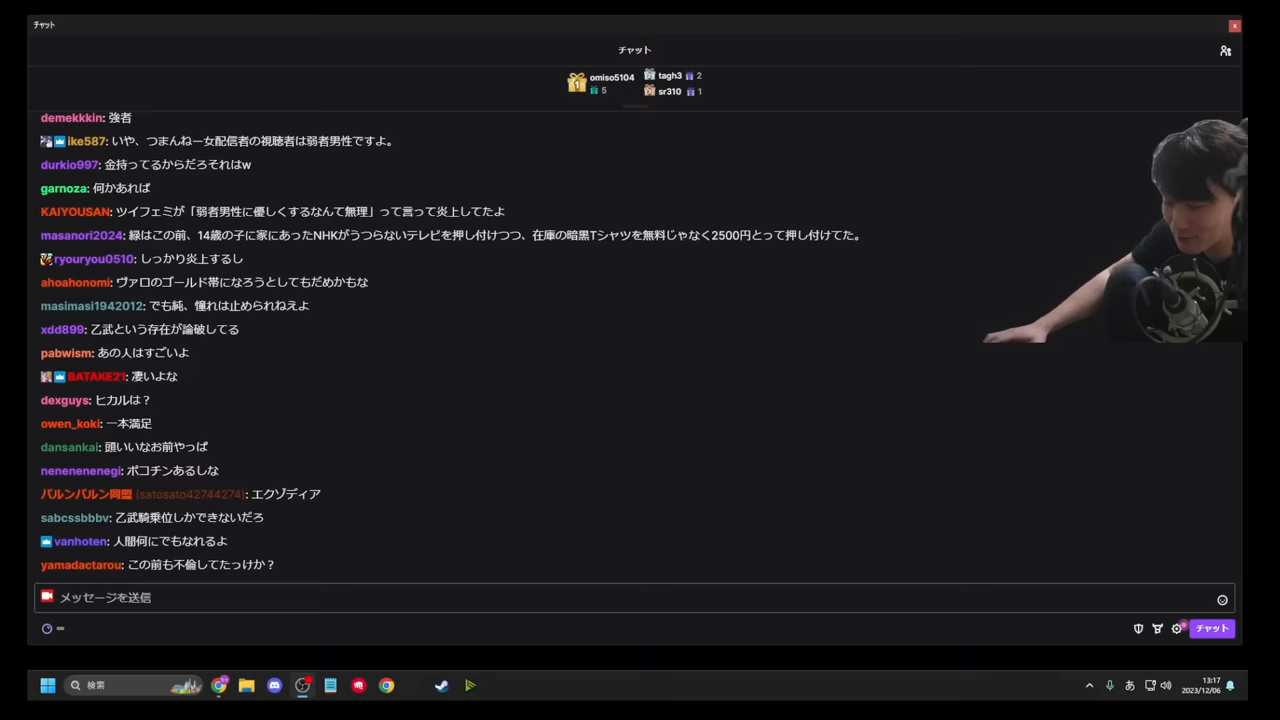 チャット
チャット
omiso5104
5
tagh3 2
sr310 1
demekkkin: 強者
ike587: いや、つまんねー女配信者の視聴者は弱者男性ですよ。
durkio997: 金持ってるからだろそれはw
garnoza: 何かあれば
KAIYOUSAN: ツイフェミが「弱者男性に優しくするなんて無理」って言って炎上してたよ
masanori2024: 緑はこの前、14歳の子に家にあったNHKがうつらないテレビを押し付けつつ、在庫の暗黒Tシャツを無料じゃなく2500円とって押し付けてた。
ryouryou0510: しっかり炎上するし
ahoahonomi: ヴァロのゴールド帯になろうとしてもだめかもな
masimasi1942012: でも純、憧れは止められねえよ
xdd899: 乙武という存在が論破してる
pabwism: あの人はすごいよ
BATAKE21: 凄いよな
dexguys: ヒカルは？
owen_koki: 一本満足
dansankai: 頭いいなお前やっぱ
nenenenenegi: ポコチンあるしな
バルンバルン同盟 (satosato42744274): エクゾディア
sabcssbbbv: 乙武騎乗位しかできないだろ
vanhoten: 人間何にでもなれるよ
yamadactarou: この前も不倫してたっけか？
メッセージを送信
チャット
検索
あ
13:17
2023/12/06